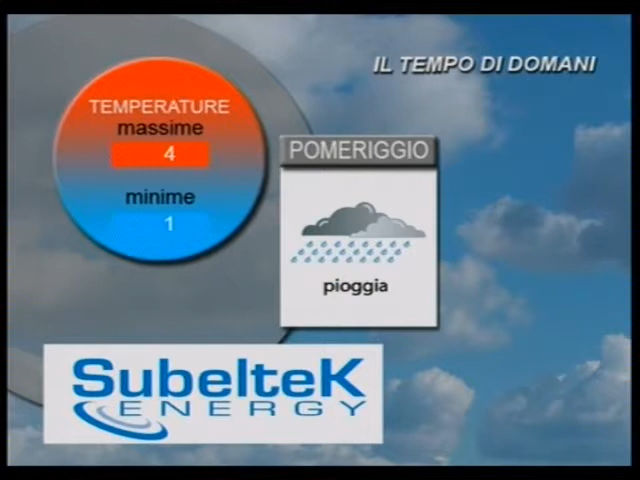 IL TEMPO DI DOMANI
TEMPERATURE
massime
4
minime
1
POMERIGGIO
pioggia
SubelteK
ENERGY